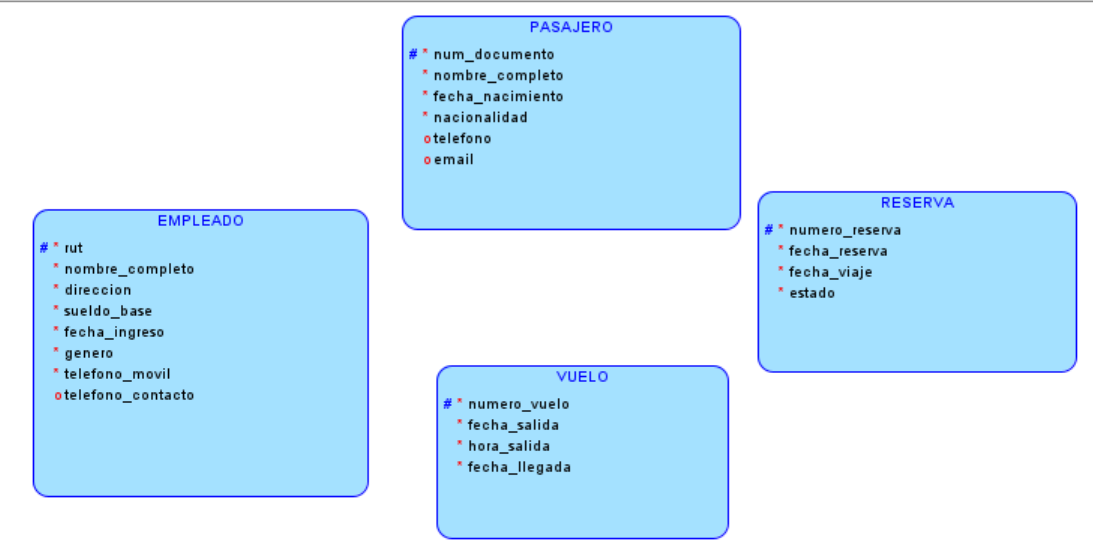 PASAJERO
# * num_documento
* nombre_completo
* fecha_nacimiento
* nacionalidad
o telefono
o email
EMPLEADO
# * rut
* nombre_completo
* direccion
* sueldo_base
* fecha_ingreso
* genero
* telefono_movil
o telefono_contacto
RESERVA
# * numero_reserva
* fecha_reserva
* fecha_viaje
* estado
VUELO
# * numero_vuelo
* fecha_salida
* hora_salida
* fecha_llegada